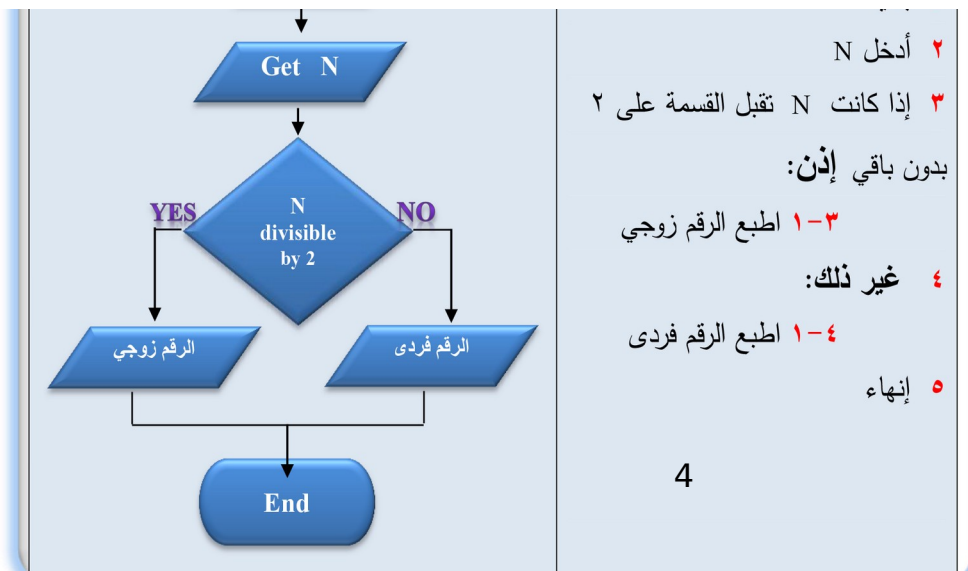 ٢ أدخل N
٣ إذا كانت N تقبل القسمة على ٢
بدون باقي إذن:
٣-١ اطبع الرقم زوجي
٤ غير ذلك:
٤-١ اطبع الرقم فردى
٥ إنهاء
4
Get N
YES
N
divisible
by 2
NO
الرقم زوجي
الرقم فردى
End